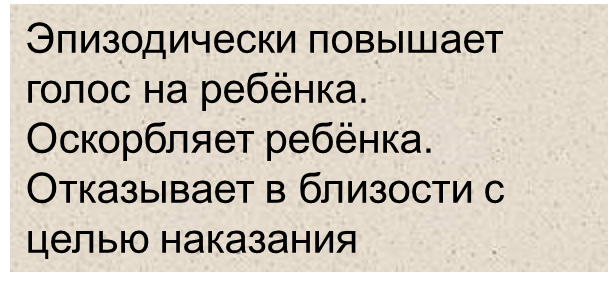 Эпизодически повышает
голос на ребёнка.
Оскорбляет ребёнка.
Отказывает в близости с
целью наказания